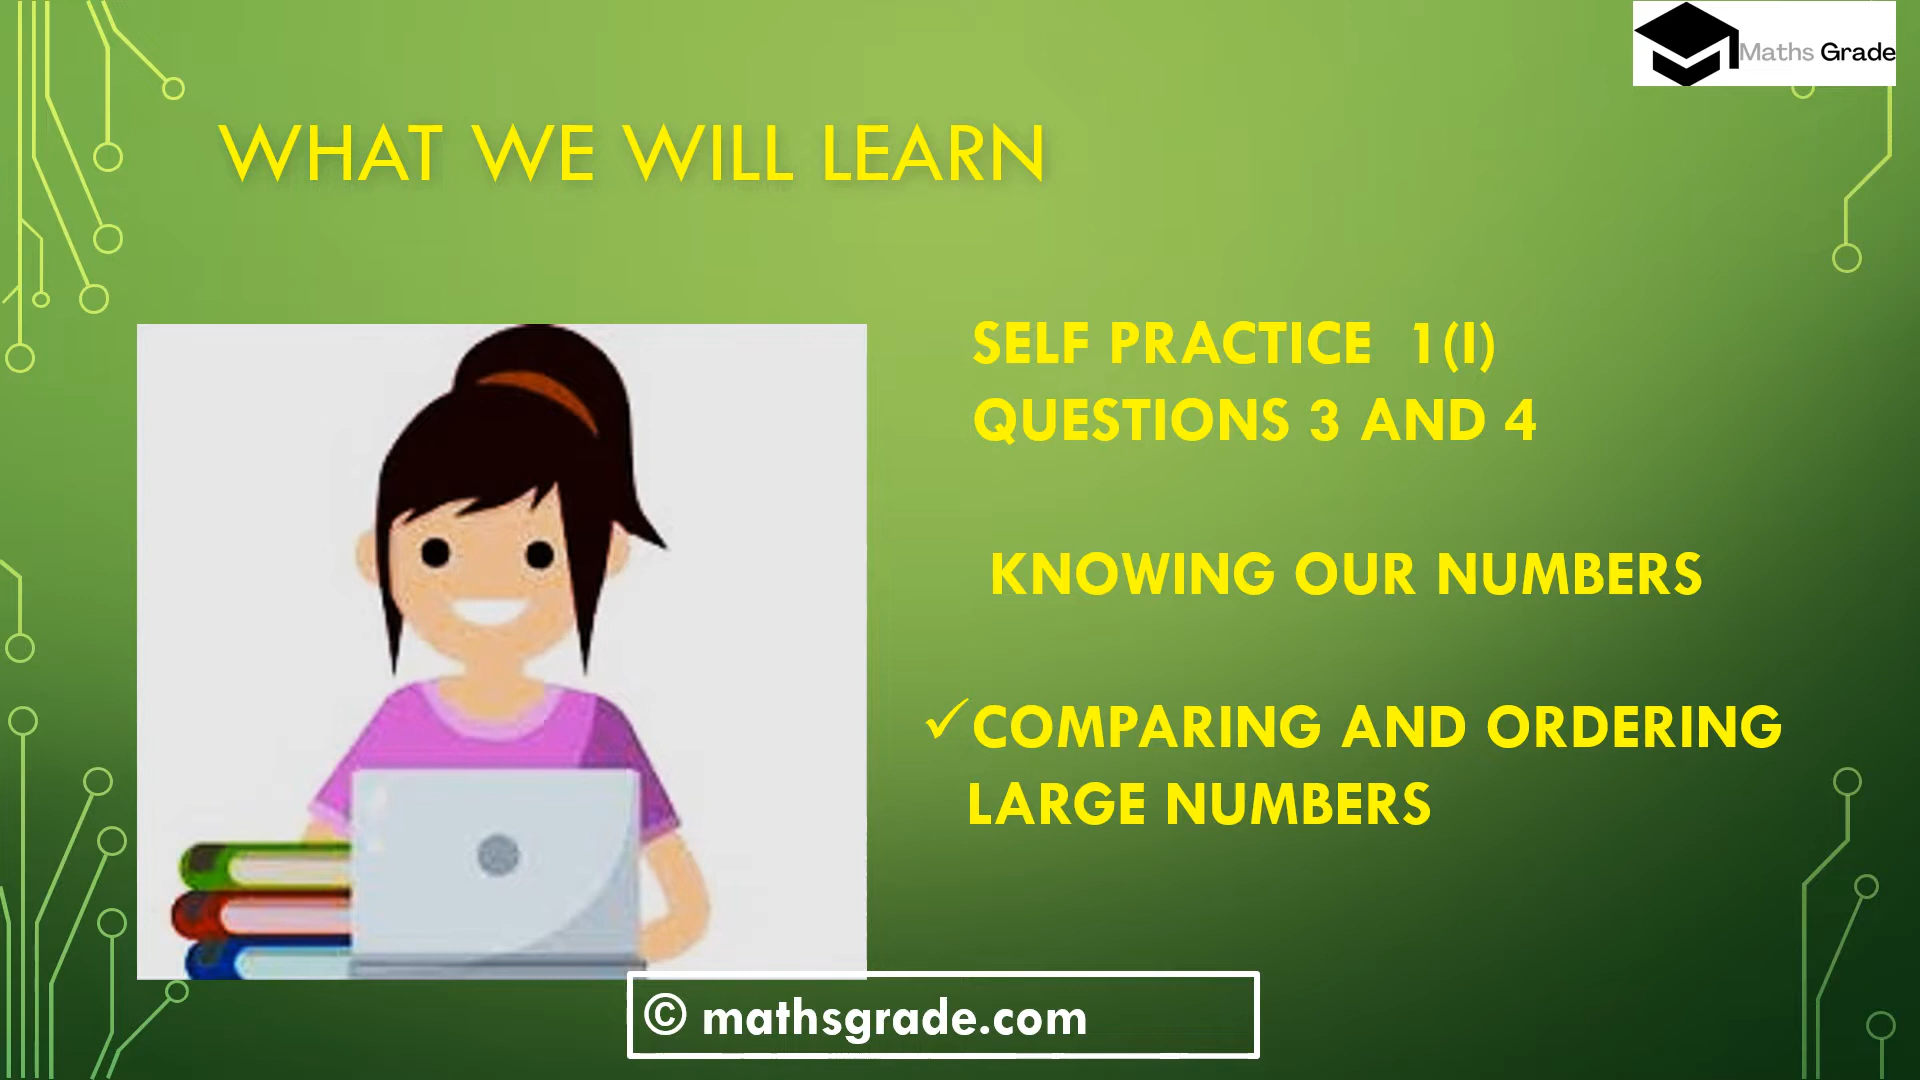 Maths Grade
WHAT WE WILL LEARN
SELF PRACTICE 1(I)
QUESTIONS 3 AND 4
KNOWING OUR NUMBERS
✓COMPARING AND ORDERING
LARGE NUMBERS
© mathsgrade.com